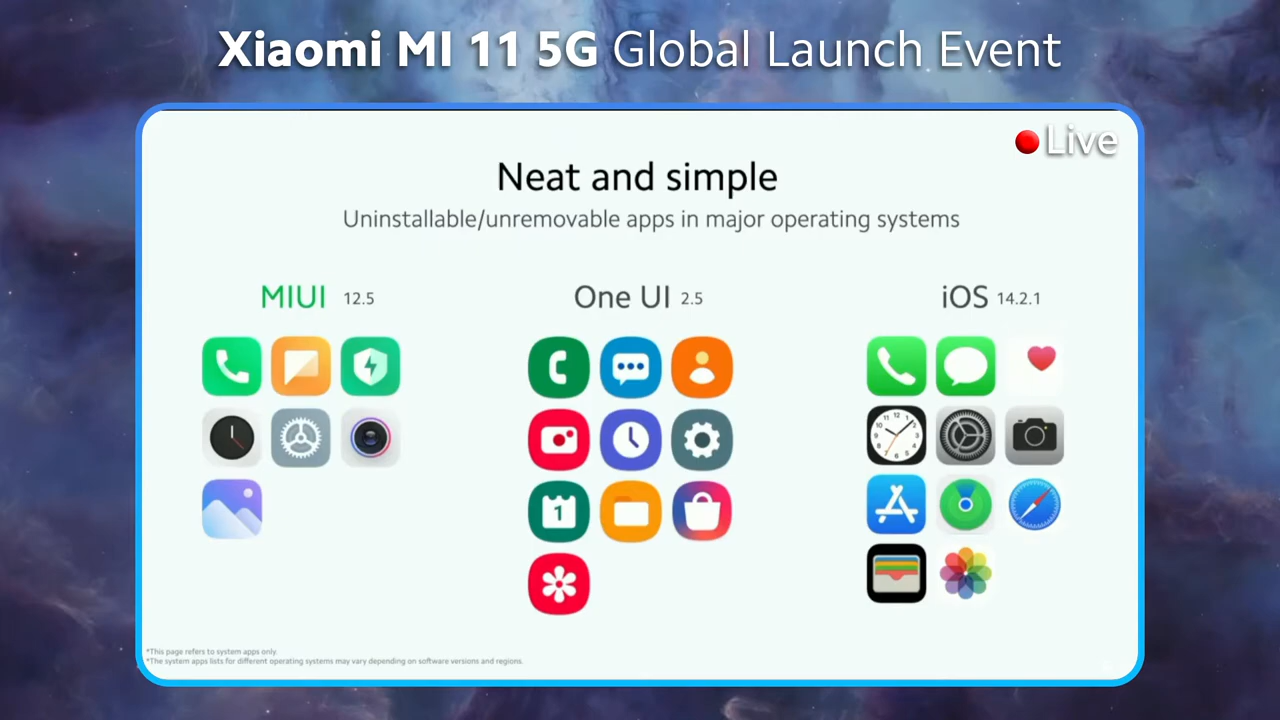 Xiaomi MI 11 5G Global Launch Event
Live
Neat and simple
Uninstallable/unremovable apps in major operating systems
MIUI 12.5
One UI 2.5
iOS 14.2.1
1
*This page refers to system apps only.
*The system apps lists for different operating systems may vary depending on software versions and regions.